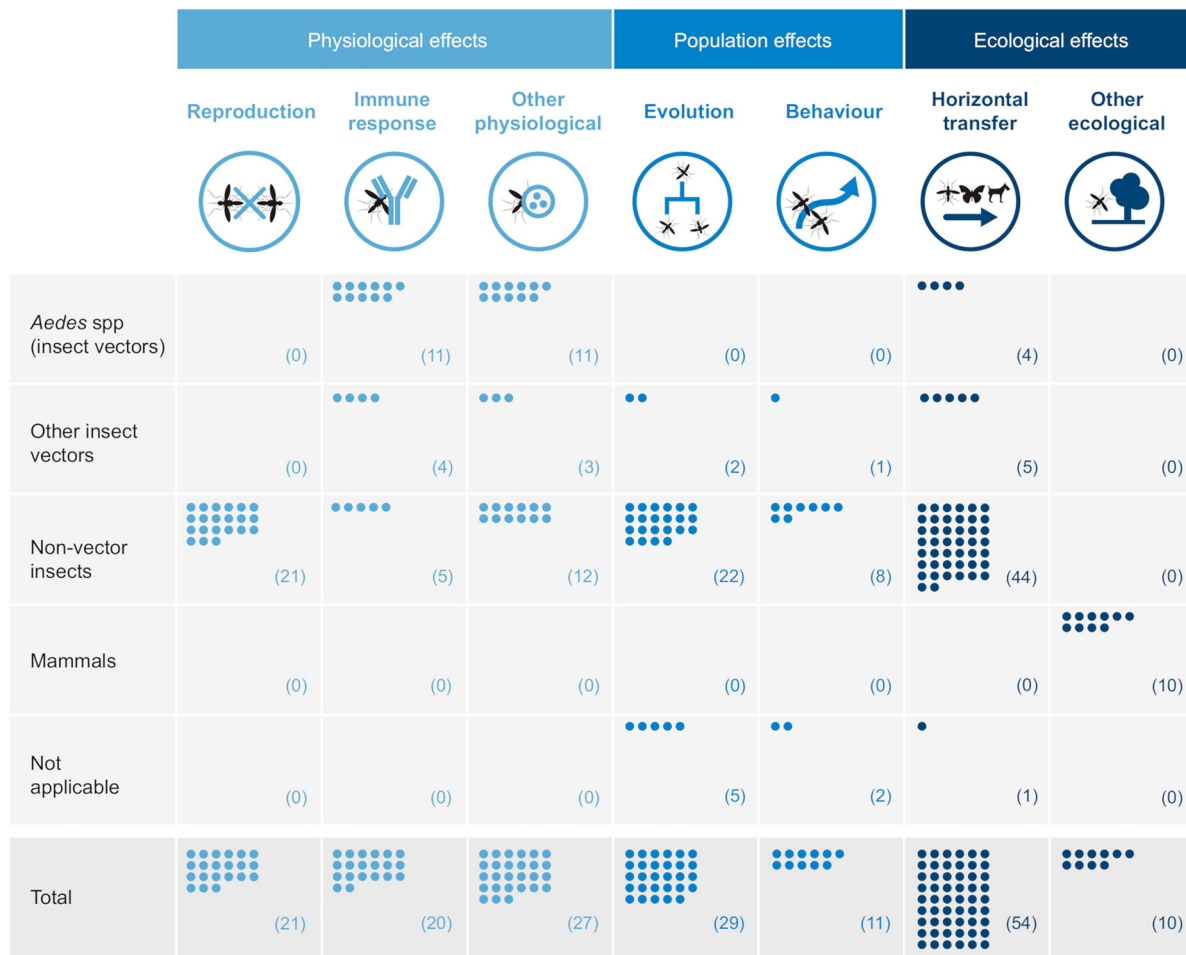 Physiological effects Population effects Ecological effects
Reproduction Immune response Other physiological Evolution Behaviour Horizontal transfer Other ecological
Aedes spp
(insect vectors)
(0) (11) (11) (0) (0) (4) (0)
Other insect
vectors
(0) (4) (3) (2) (1) (5) (0)
Non-vector
insects
(21) (5) (12) (22) (8) (44) (0)
Mammals
(0) (0) (0) (0) (0) (0) (10)
Not
applicable
(0) (0) (0) (5) (2) (1) (0)
Total
(21) (20) (27) (29) (11) (54) (10)